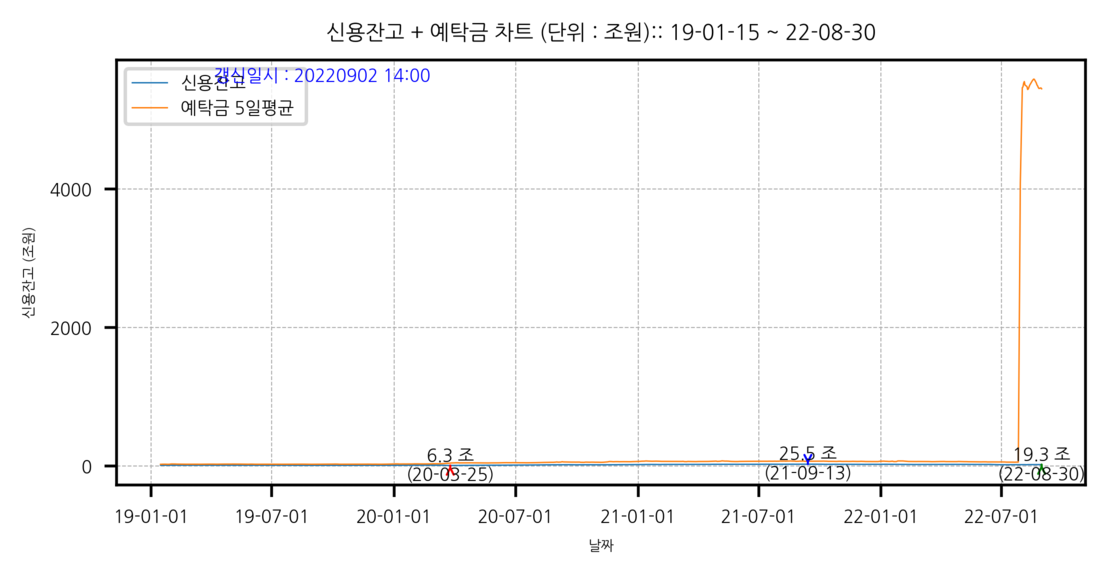 신용잔고 + 예탁금 차트 (단위 : 조원):: 19-01-15 ~ 22-08-30
갱신일시 : 20220902 14:00
신용잔고
예탁금 5일평균
4000
2000
0
신용잔고 (조원)
6.3 조
(20-03-25)
25.5 조
(21-09-13)
19.3 조
(22-08-30)
19-01-01 19-07-01 20-01-01 20-07-01 21-01-01 21-07-01 22-01-01 22-07-01
날짜